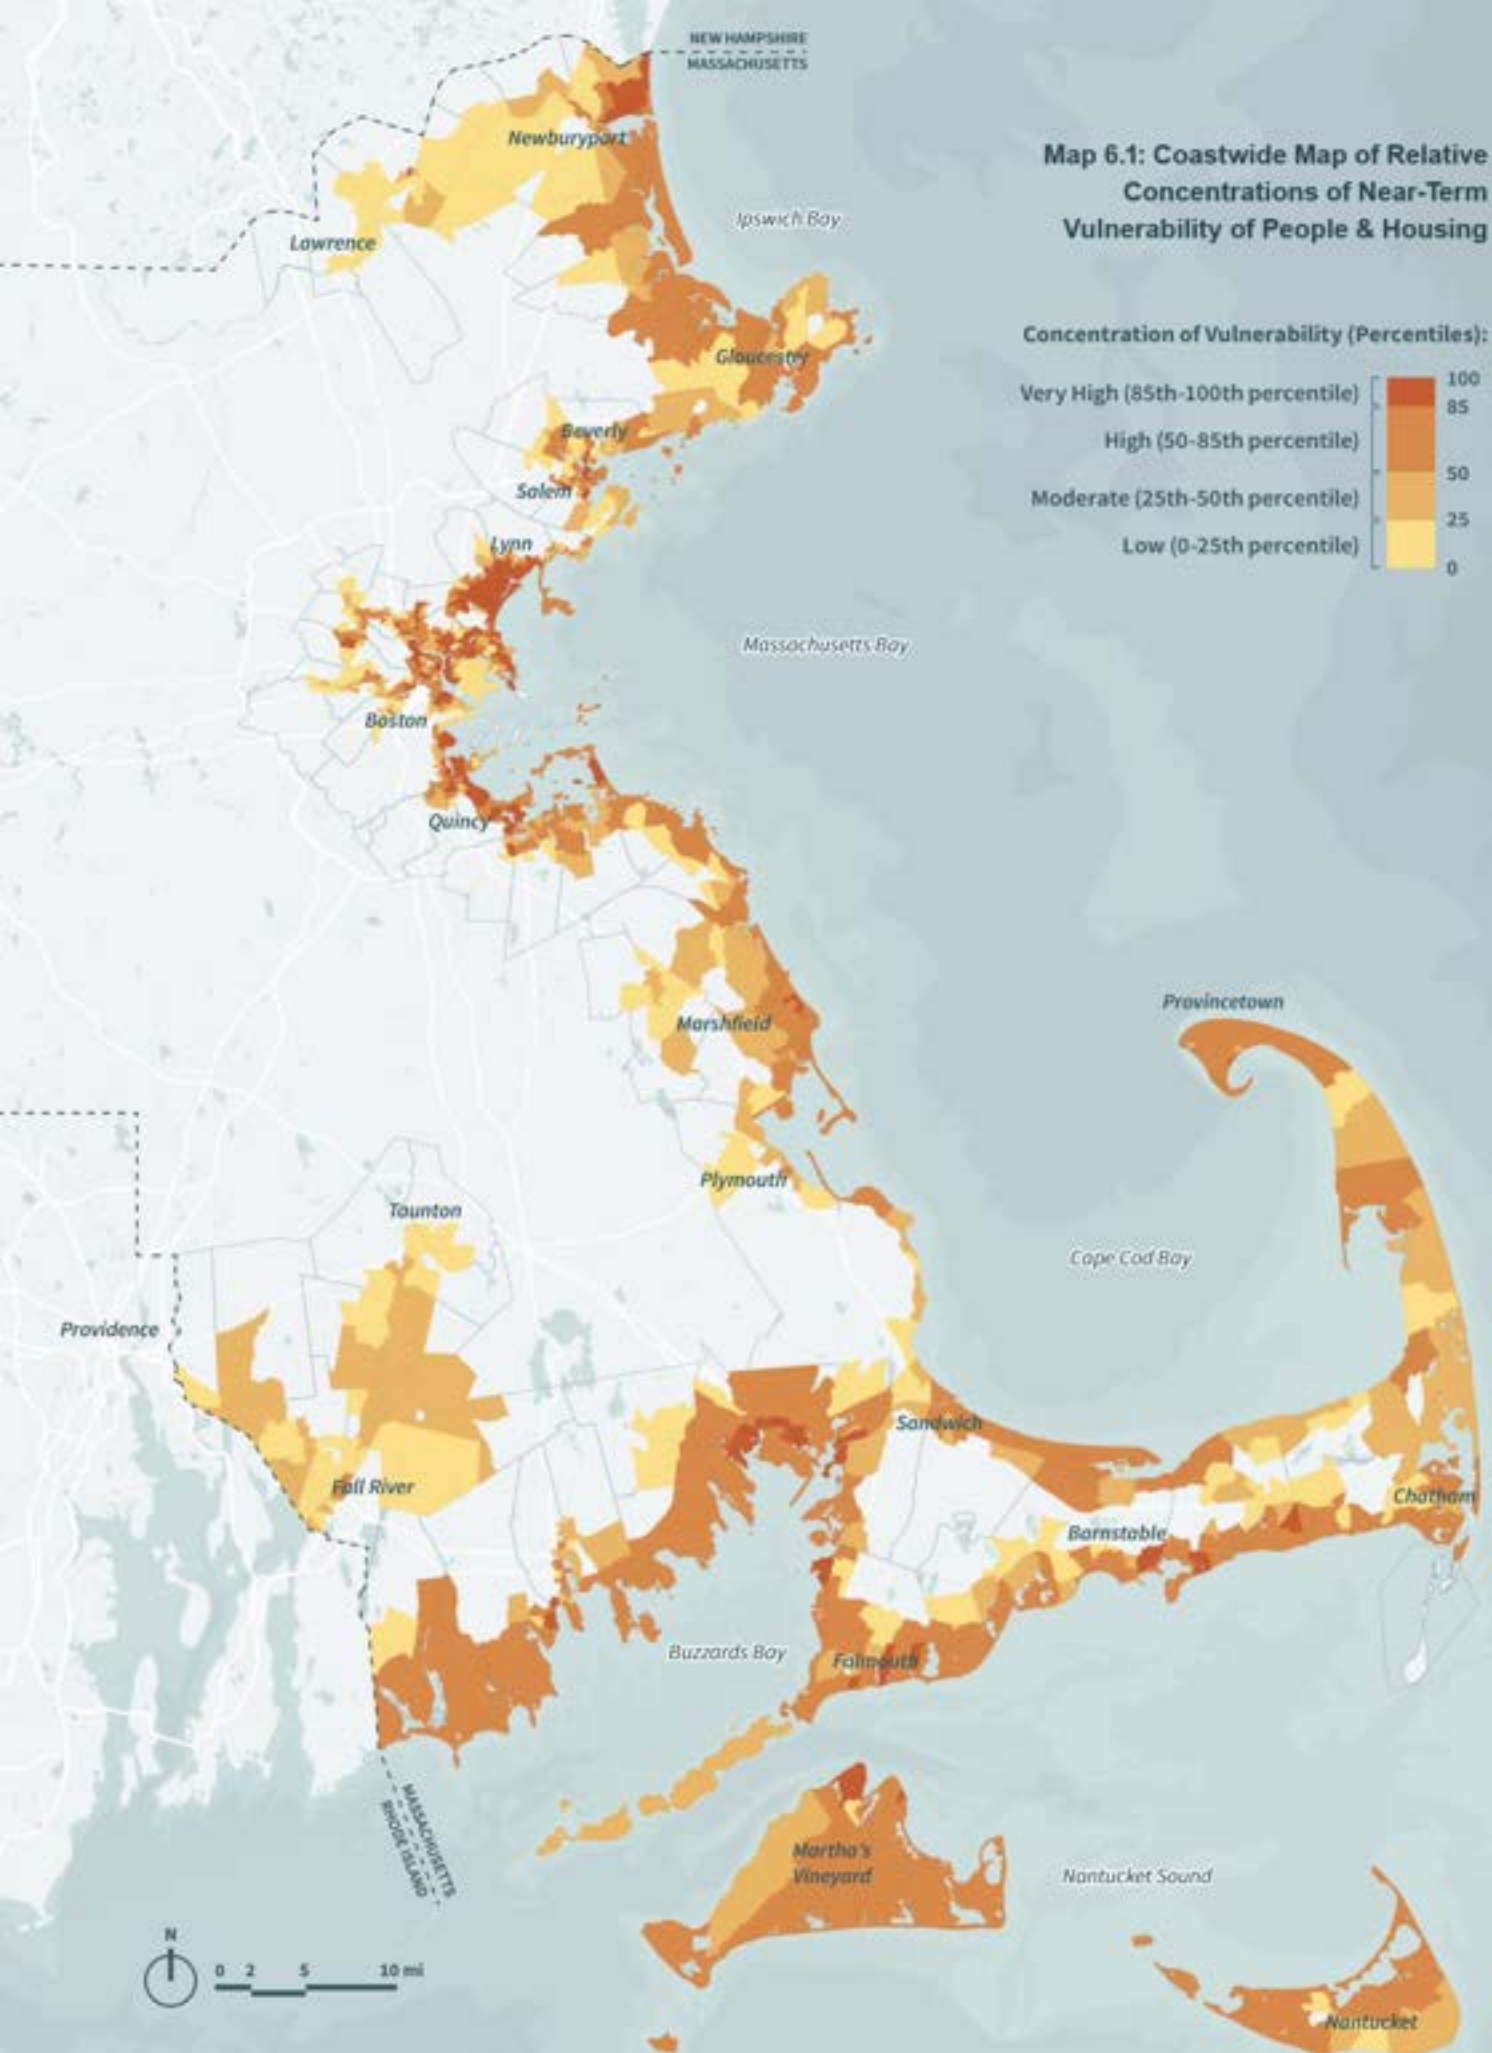 NEW HAMPSHIRE
MASSACHUSETTS
Newburyport
Map 6.1: Coastwide Map of Relative
Concentrations of Near-Term
Vulnerability of People & Housing
Ipswich Bay
Lawrence
Concentration of Vulnerability (Percentiles):
Gloucester
Very High (85th-100th percentile)
100
85
High (50-85th percentile)
50
Moderate (25th-50th percentile)
25
Low (0-25th percentile)
0
Beverly
Salem
Lynn
Massachusetts Bay
Boston
Quincy
Provincetown
Marshfield
Plymouth
Taunton
Cape Cod Bay
Providence
Sandwich
Fall River
Chatham
Barnstable
Buzzards Bay
Falmouth
MASSACHUSETTS
RHODE ISLAND
Martha's
Vineyard
Nantucket Sound
N
0 2 5 10 mi
Nantucket